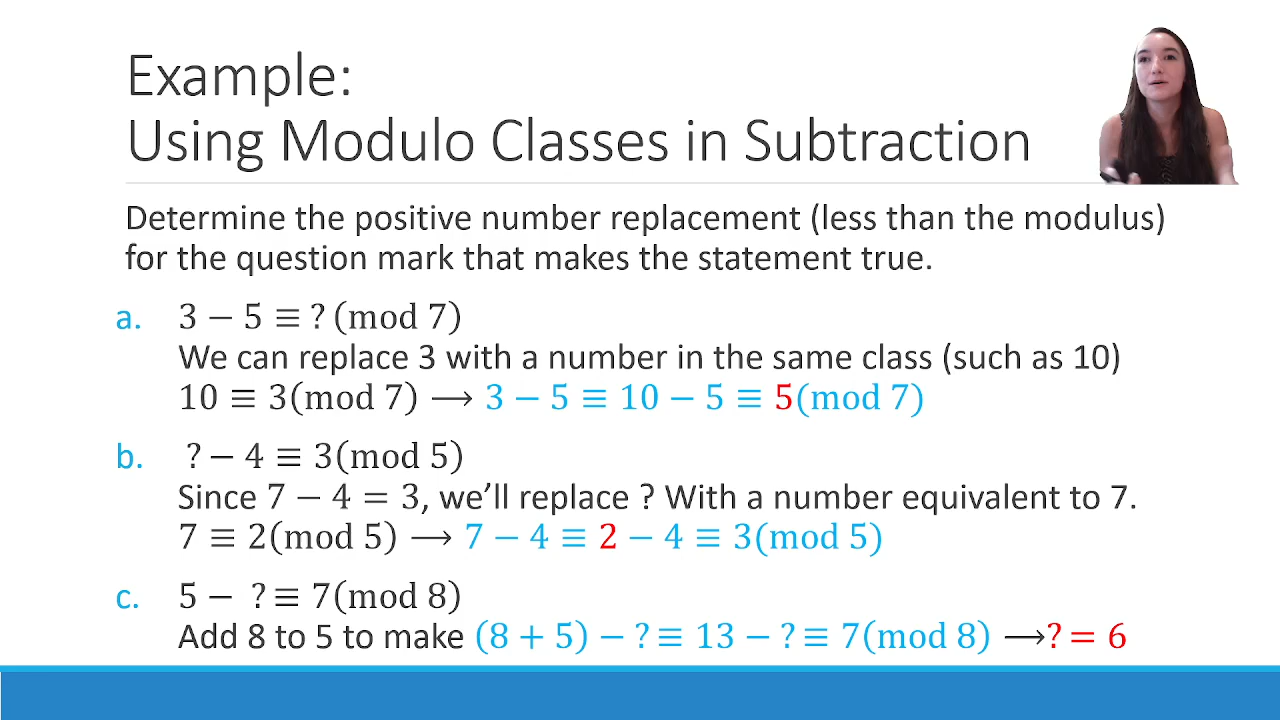 Example:
Using Modulo Classes in Subtraction
Determine the positive number replacement (less than the modulus)
for the question mark that makes the statement true.
a. 3 − 5 ≡ ? (mod 7)
We can replace 3 with a number in the same class (such as 10)
10 ≡ 3(mod 7) ⟶ 3 − 5 ≡ 10 − 5 ≡ 5(mod 7)
b. ? − 4 ≡ 3(mod 5)
Since 7 − 4 = 3, we’ll replace ? With a number equivalent to 7.
7 ≡ 2(mod 5) ⟶ 7 − 4 ≡ 2 − 4 ≡ 3(mod 5)
c. 5 − ? ≡ 7(mod 8)
Add 8 to 5 to make (8 + 5) − ? ≡ 13 − ? ≡ 7(mod 8) ⟶? = 6